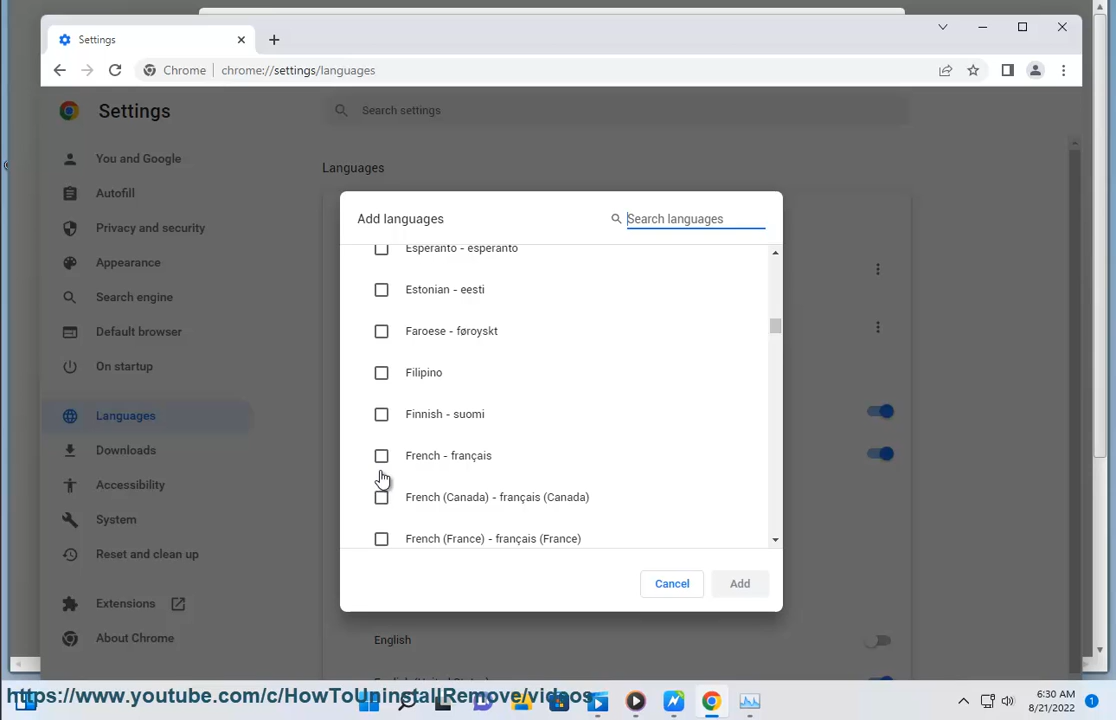 Settings
Chrome
chrome://settings/languages
Settings
Search settings
You and Google
Autofill
Privacy and security
Appearance
Search engine
Default browser
On startup
Languages
Downloads
Accessibility
System
Reset and clean up
Extensions
About Chrome
Languages
Add languages
Search languages
Esperanto - esperanto
Estonian - eesti
Faroese - føroyskt
Filipino
Finnish - suomi
French - français
French (Canada) - français (Canada)
French (France) - français (France)
Cancel
Add
English
https://www.youtube.com/c/HowToUninstallRemove/videos
6:30 AM
8/21/2022
1